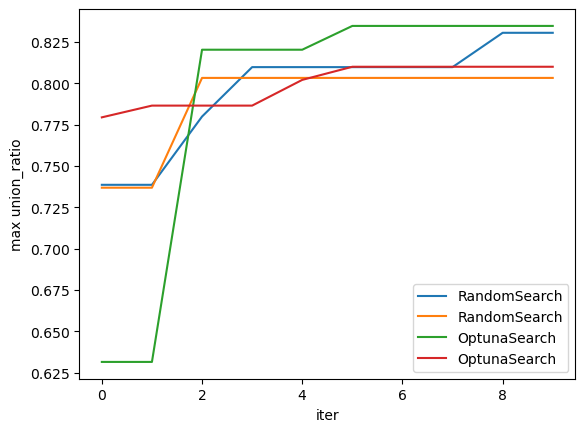 max union_ratio
0.825
0.800
0.775
0.750
0.725
0.700
0.675
0.650
0.625
0 2 4 6 8
iter
RandomSearch
RandomSearch
OptunaSearch
OptunaSearch